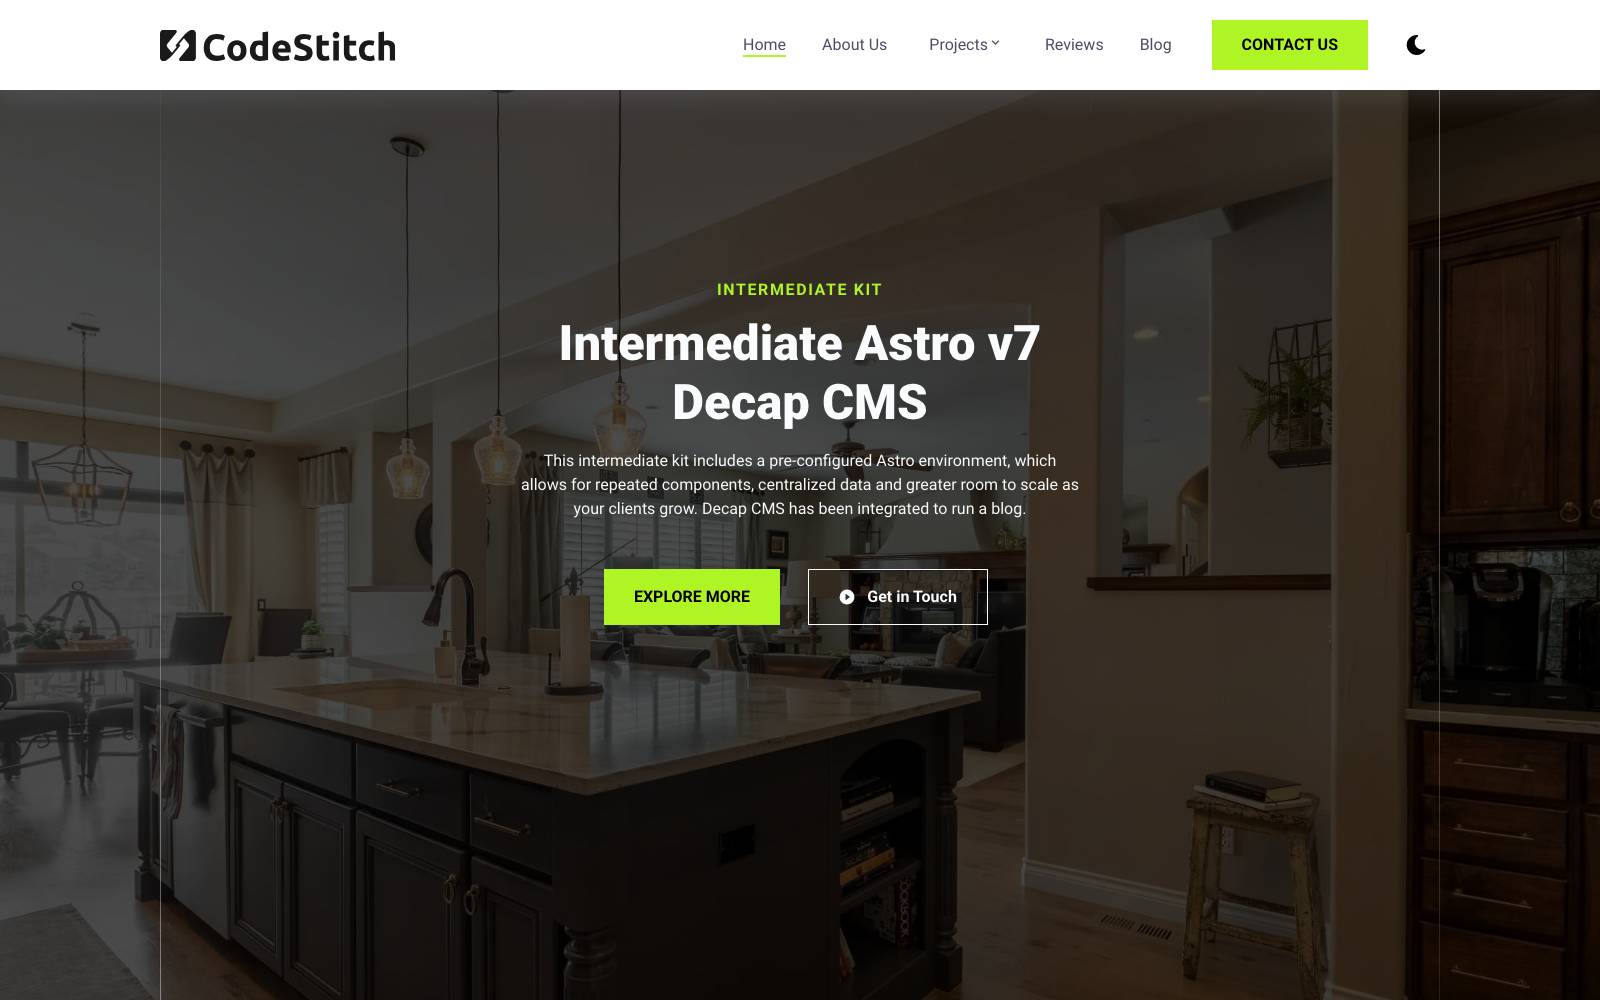 CodeStitch
Home
About Us
Projects
Reviews
Blog
CONTACT US
INTERMEDIATE KIT
Intermediate Astro v7
Decap CMS
This intermediate kit includes a pre-configured Astro environment, which
allows for repeated components, centralized data and greater room to scale as
your clients grow. Decap CMS has been integrated to run a blog.
EXPLORE MORE
Get in Touch